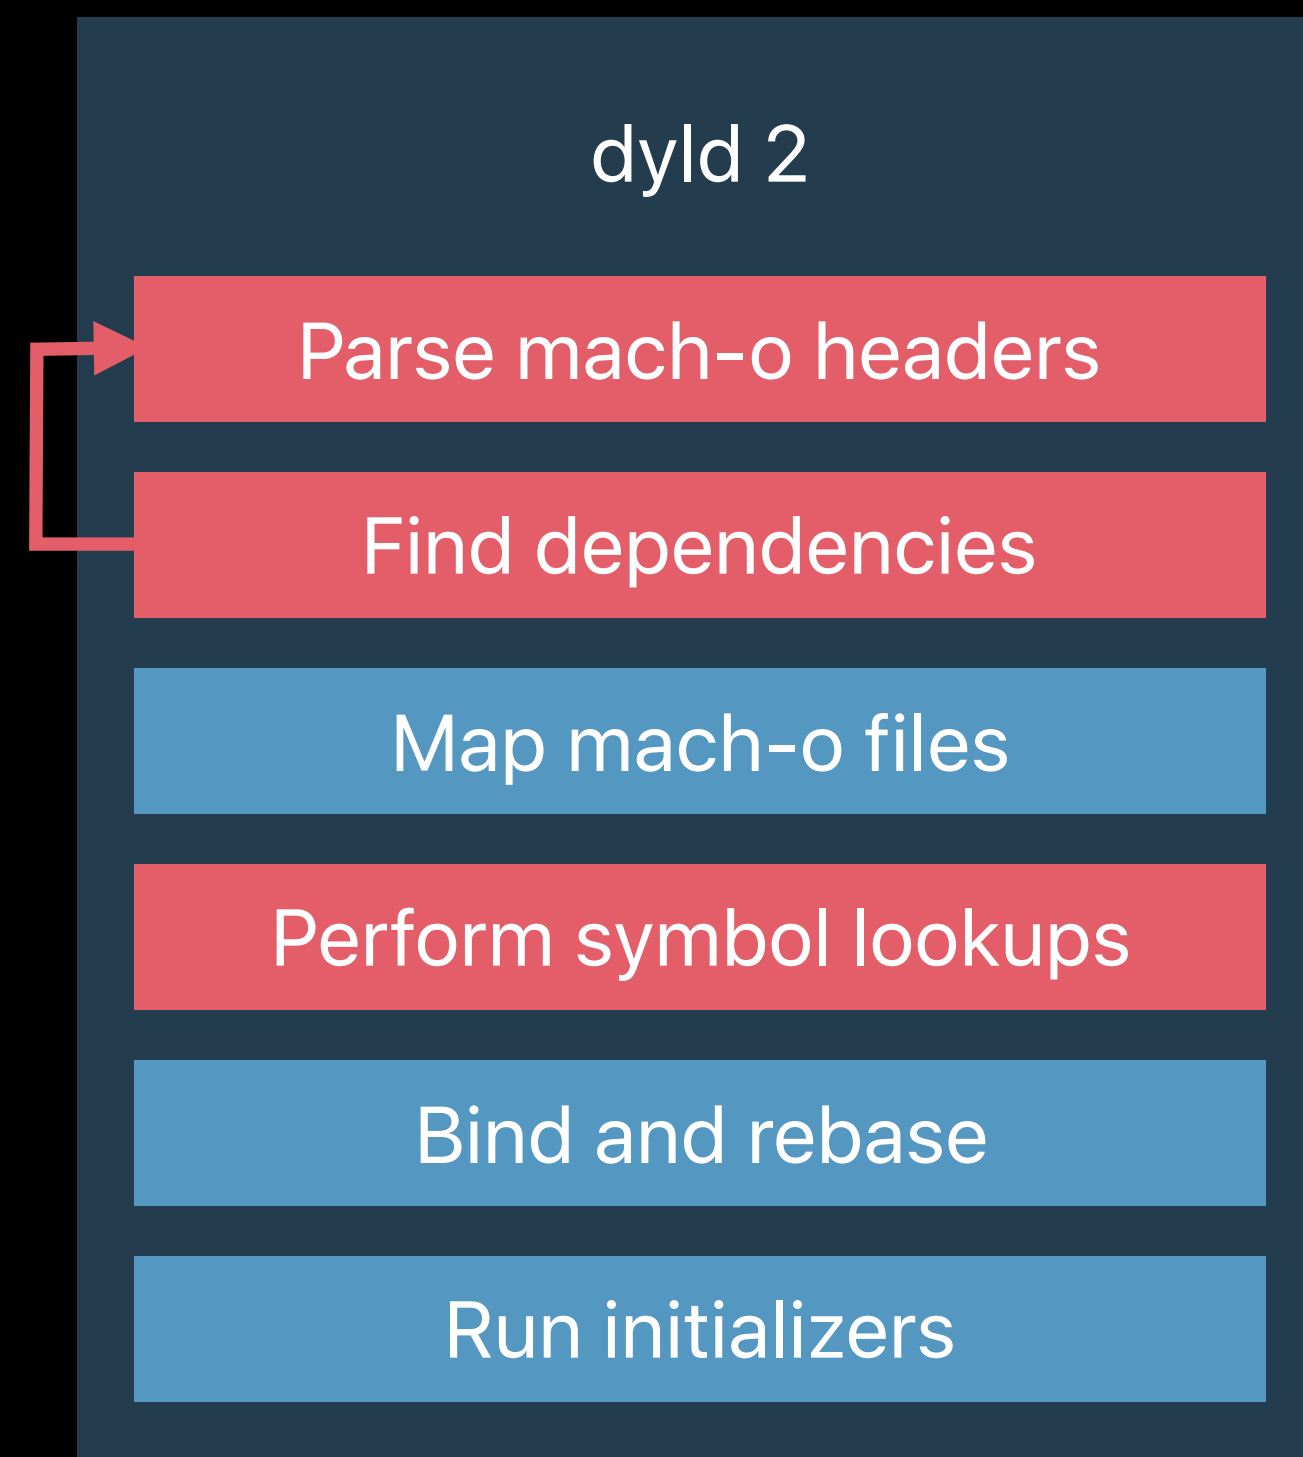 dyld 2
Parse mach-o headers
Find dependencies
Map mach-o files
Perform symbol lookups
Bind and rebase
Run initializers